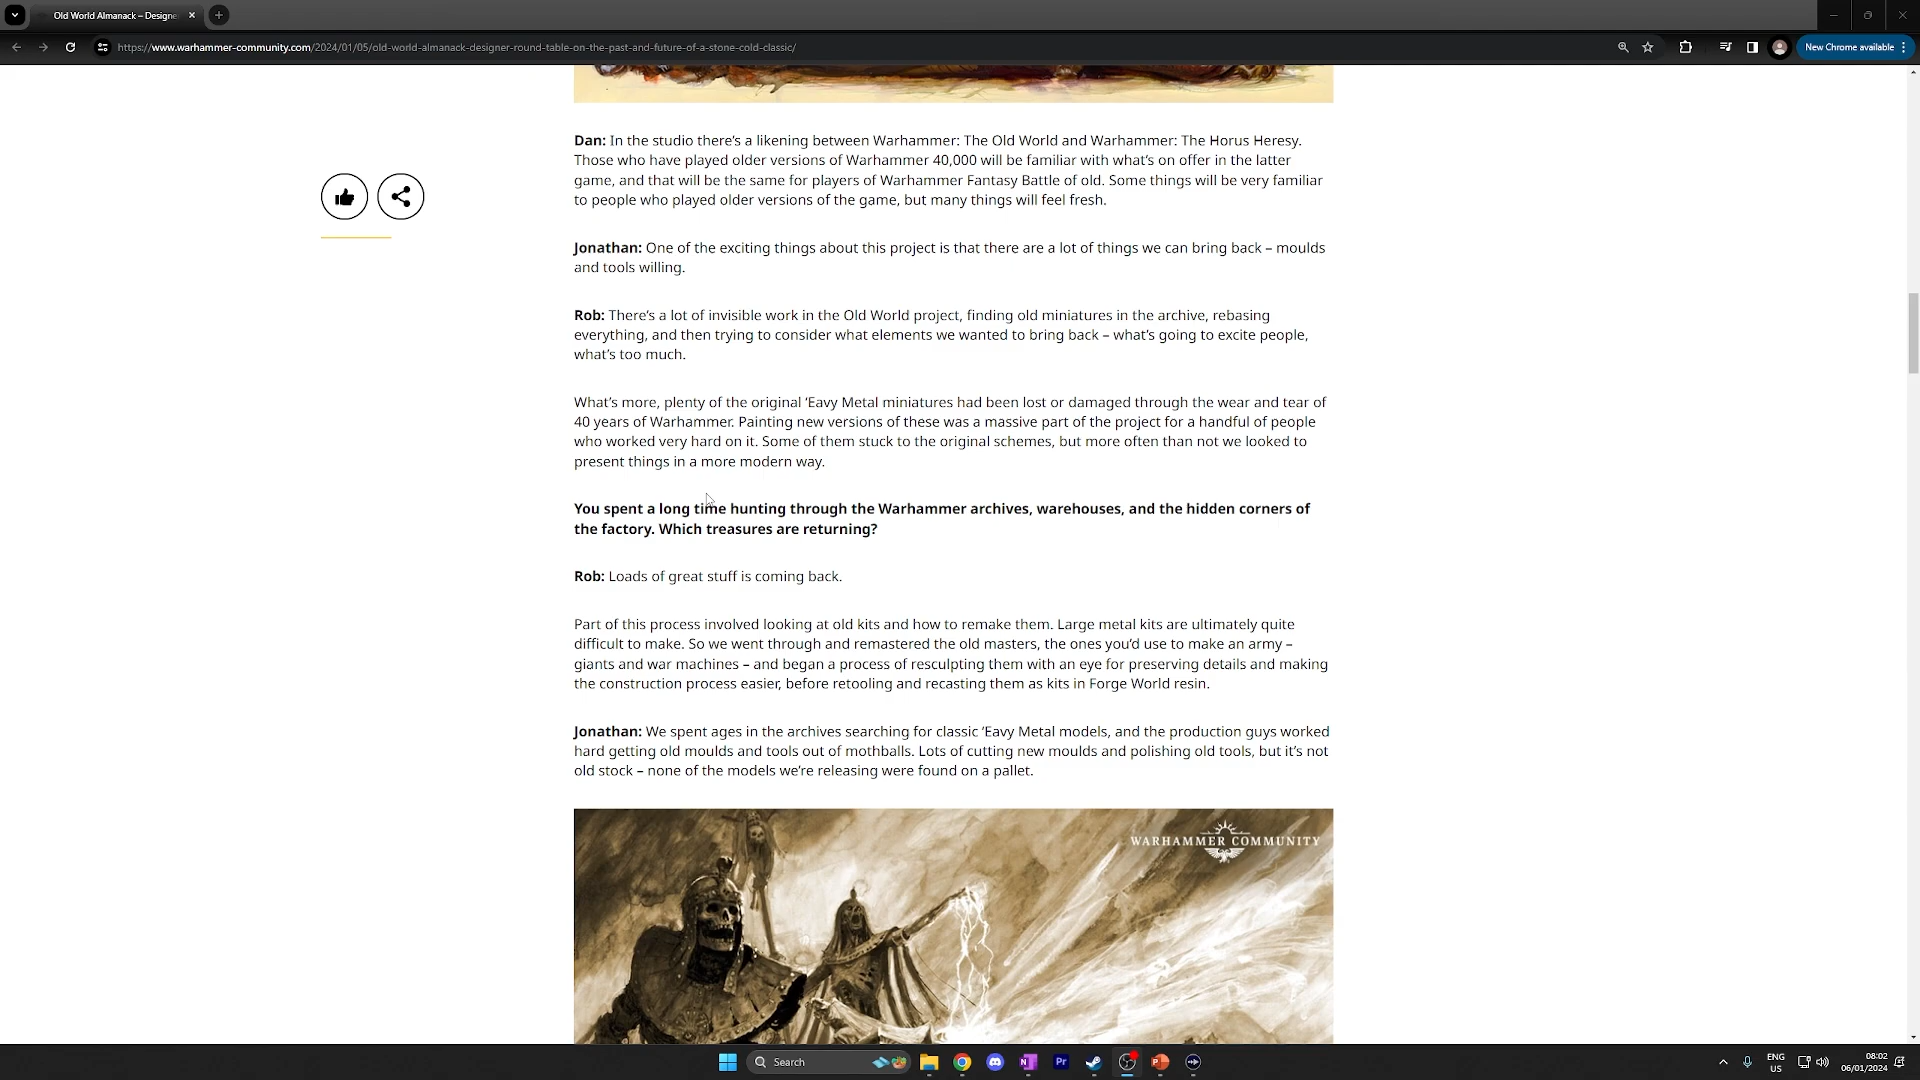 Old World Almanack – Designe
https://www.warhammer-community.com/2024/01/05/old-world-almanack-designer-round-table-on-the-past-and-future-of-a-stone-cold-classic/
New Chrome available
Dan: In the studio there's a likening between Warhammer: The Old World and Warhammer: The Horus Heresy.
Those who have played older versions of Warhammer 40,000 will be familiar with what's on offer in the latter
game, and that will be the same for players of Warhammer Fantasy Battle of old. Some things will be very familiar
to people who played older versions of the game, but many things will feel fresh.
Jonathan: One of the exciting things about this project is that there are a lot of things we can bring back – moulds
and tools willing.
Rob: There's a lot of invisible work in the Old World project, finding old miniatures in the archive, rebasing
everything, and then trying to consider what elements we wanted to bring back – what's going to excite people,
what's too much.
What's more, plenty of the original 'Eavy Metal miniatures had been lost or damaged through the wear and tear of
40 years of Warhammer. Painting new versions of these was a massive part of the project for a handful of people
who worked very hard on it. Some of them stuck to the original schemes, but more often than not we looked to
present things in a more modern way.
You spent a long time hunting through the Warhammer archives, warehouses, and the hidden corners of
the factory. Which treasures are returning?
Rob: Loads of great stuff is coming back.
Part of this process involved looking at old kits and how to remake them. Large metal kits are ultimately quite
difficult to make. So we went through and remastered the old masters, the ones you'd use to make an army –
giants and war machines – and began a process of resculpting them with an eye for preserving details and making
the construction process easier, before retooling and recasting them as kits in Forge World resin.
Jonathan: We spent ages in the archives searching for classic 'Eavy Metal models, and the production guys worked
hard getting old moulds and tools out of mothballs. Lots of cutting new moulds and polishing old tools, but it's not
old stock – none of the models we're releasing were found on a pallet.
WARHAMMER COMMUNITY
Search
N
Pr
P
ENG
US
08:02
06/01/2024